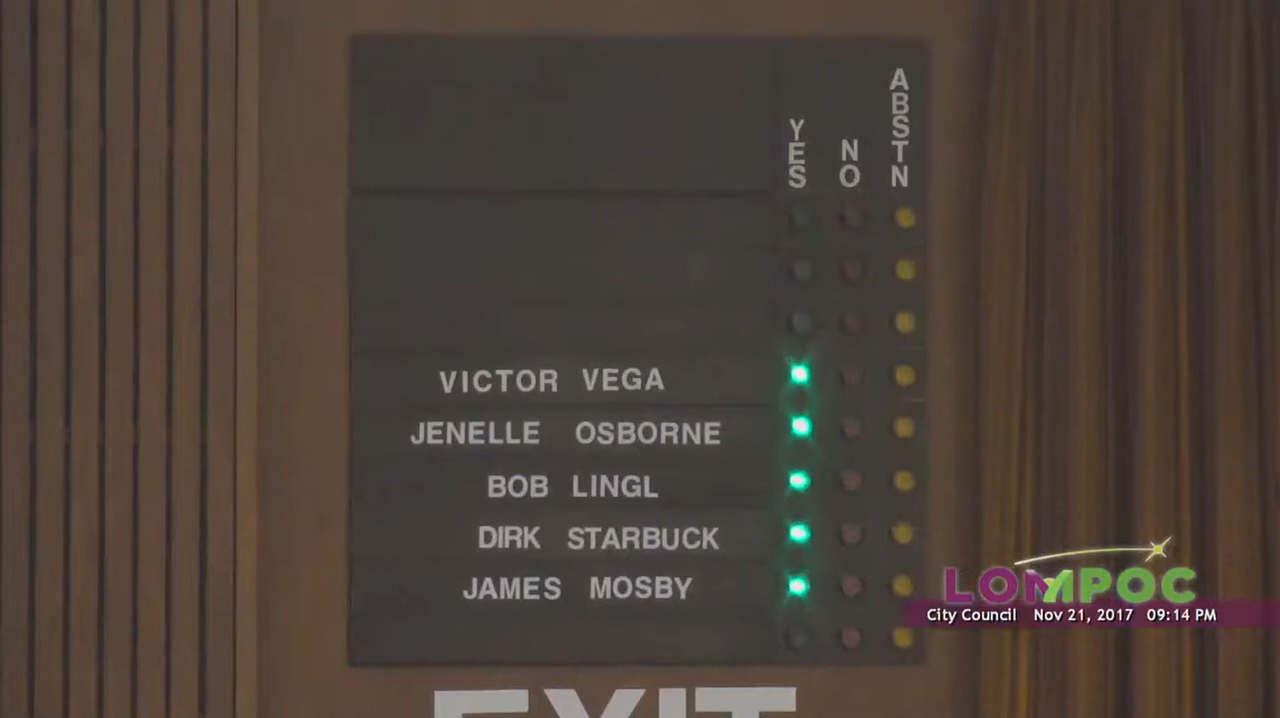 YES NO ABSTN
VICTOR VEGA
JENELLE OSBORNE
BOB LINGL
DIRK STARBUCK
JAMES MOSBY
LOMPOC
City Council Nov 21, 2017 09:14 PM
EXIT